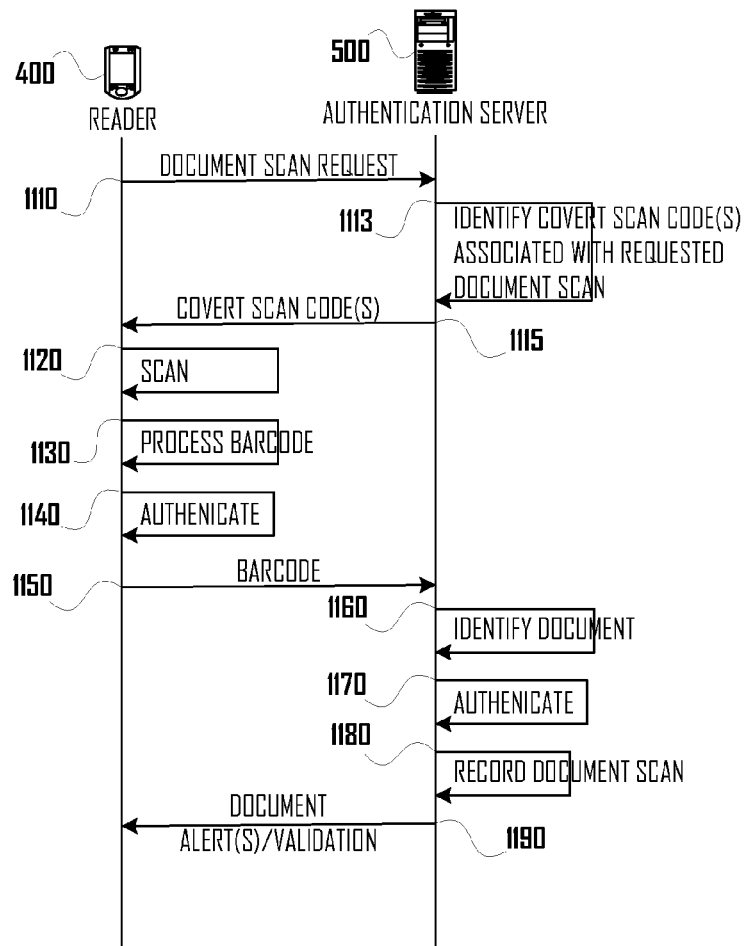 400
500
READER
AUTHENTICATION SERVER
DOCUMENT SCAN REQUEST
1110
1113
IDENTIFY COVERT SCAN CODE(S)
ASSOCIATED WITH REQUESTED
DOCUMENT SCAN
COVERT SCAN CODE(S)
1115
1120
SCAN
1130
PROCESS BARCODE
1140
AUTHENICATE
BARCODE
1150
1160
IDENTIFY DOCUMENT
1170
AUTHENICATE
1180
RECORD DOCUMENT SCAN
DOCUMENT
ALERT(S)/VALIDATION
1190